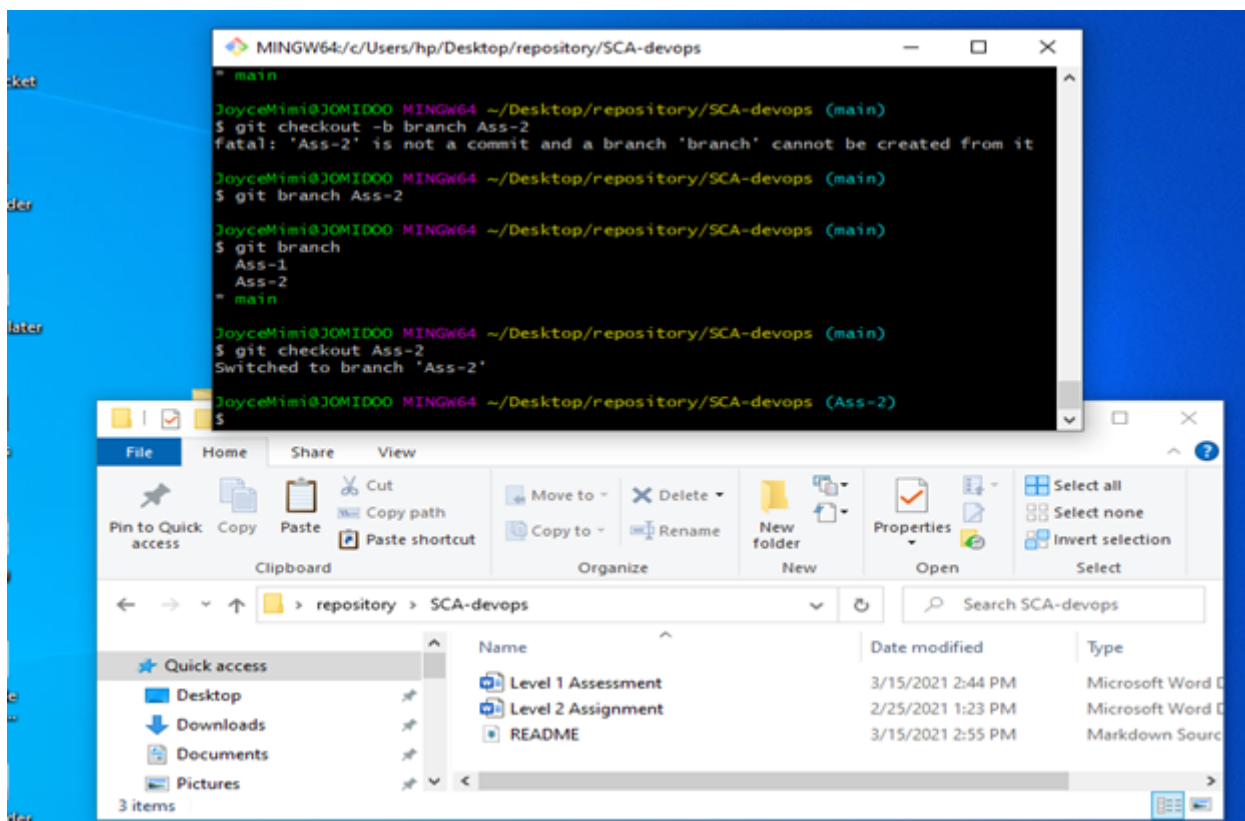 MINGW64:/c/Users/hp/Desktop/repository/SCA-devops
* main
JoyceMimi@JOMIDOO MINGW64 ~/Desktop/repository/SCA-devops (main)
$ git checkout -b branch Ass-2
fatal: 'Ass-2' is not a commit and a branch 'branch' cannot be created from it
JoyceMimi@JOMIDOO MINGW64 ~/Desktop/repository/SCA-devops (main)
$ git branch Ass-2
JoyceMimi@JOMIDOO MINGW64 ~/Desktop/repository/SCA-devops (main)
$ git branch
Ass-1
Ass-2
* main
JoyceMimi@JOMIDOO MINGW64 ~/Desktop/repository/SCA-devops (main)
$ git checkout Ass-2
Switched to branch 'Ass-2'
JoyceMimi@JOMIDOO MINGW64 ~/Desktop/repository/SCA-devops (Ass-2)
$
cket
der
later
File Home Share View
Pin to Quick access
Copy
Paste
Cut
Copy path
Paste shortcut
Clipboard
Move to
Copy to
Delete
Rename
Organize
New folder
New
Properties
Open
Select all
Select none
Invert selection
Select
> repository > SCA-devops
Search SCA-devops
Quick access
Desktop
Downloads
Documents
Pictures
Name Date modified Type
Level 1 Assessment 3/15/2021 2:44 PM Microsoft Word D
Level 2 Assignment 2/25/2021 1:23 PM Microsoft Word D
README 3/15/2021 2:55 PM Markdown Sourc
3 items